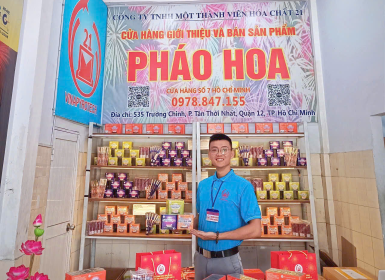 CÔNG TY TNHH MỘT THÀNH VIÊN HÓA CHẤT 21
CỬA HÀNG GIỚI THIỆU VÀ BÁN SẢN PHẨM
PHÁO HOA
CỬA HÀNG SỐ 7 HỒ CHÍ MINH
0978.847.155
Địa chỉ: 535 Trường Chinh, P. Tân Thới Nhất, Quận 12, TP. Hồ Chí Minh
21